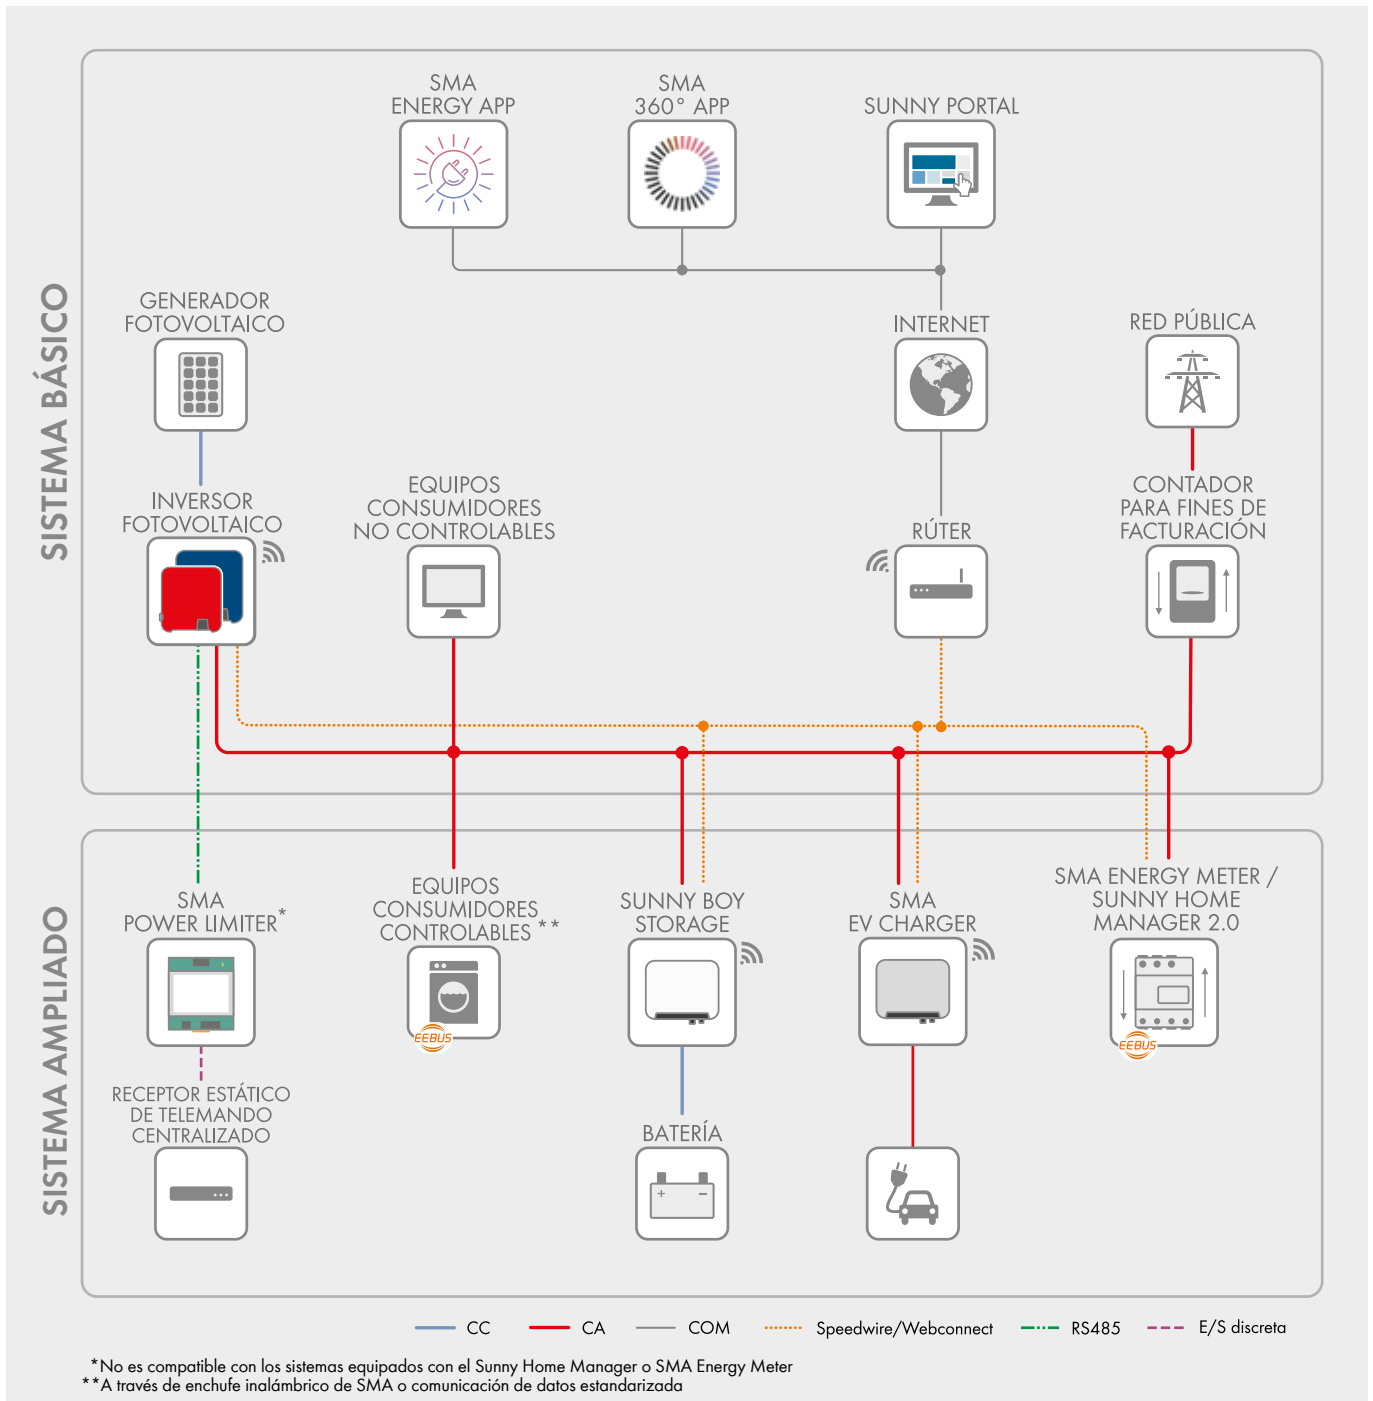 SISTEMA BÁSICO
SMA
ENERGY APP
SMA
360° APP
SUNNY PORTAL
GENERADOR
FOTOVOLTAICO
INTERNET
RED PÚBLICA
INVERSOR
FOTOVOLTAICO
EQUIPOS
CONSUMIDORES
NO CONTROLABLES
RÚTER
CONTADOR
PARA FINES DE
FACTURACIÓN
SISTEMA AMPLIADO
SMA
POWER LIMITER*
EQUIPOS
CONSUMIDORES
CONTROLABLES **
EEBUS
SUNNY BOY
STORAGE
SMA
EV CHARGER
SMA ENERGY METER /
SUNNY HOME
MANAGER 2.0
EEBUS
RECEPTOR ESTÁTICO
DE TELEMANDO
CENTRALIZADO
BATERÍA
+ −
CC
CA
COM
Speedwire/Webconnect
RS485
E/S discreta
*No es compatible con los sistemas equipados con el Sunny Home Manager o SMA Energy Meter
**A través de enchufe inalámbrico de SMA o comunicación de datos estandarizada